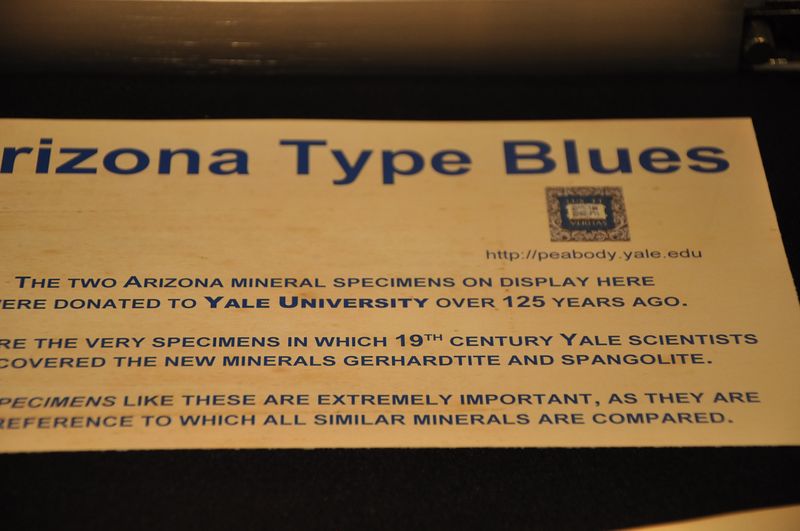 rizona Type Blues
LUX ET
VERITAS
http://peabody.yale.edu
THE TWO ARIZONA MINERAL SPECIMENS ON DISPLAY HERE
ERE DONATED TO YALE UNIVERSITY OVER 125 YEARS AGO.
RE THE VERY SPECIMENS IN WHICH 19TH CENTURY YALE SCIENTISTS
COVERED THE NEW MINERALS GERHARDTITE AND SPANGOLITE.
PECIMENS LIKE THESE ARE EXTREMELY IMPORTANT, AS THEY ARE
REFERENCE TO WHICH ALL SIMILAR MINERALS ARE COMPARED.